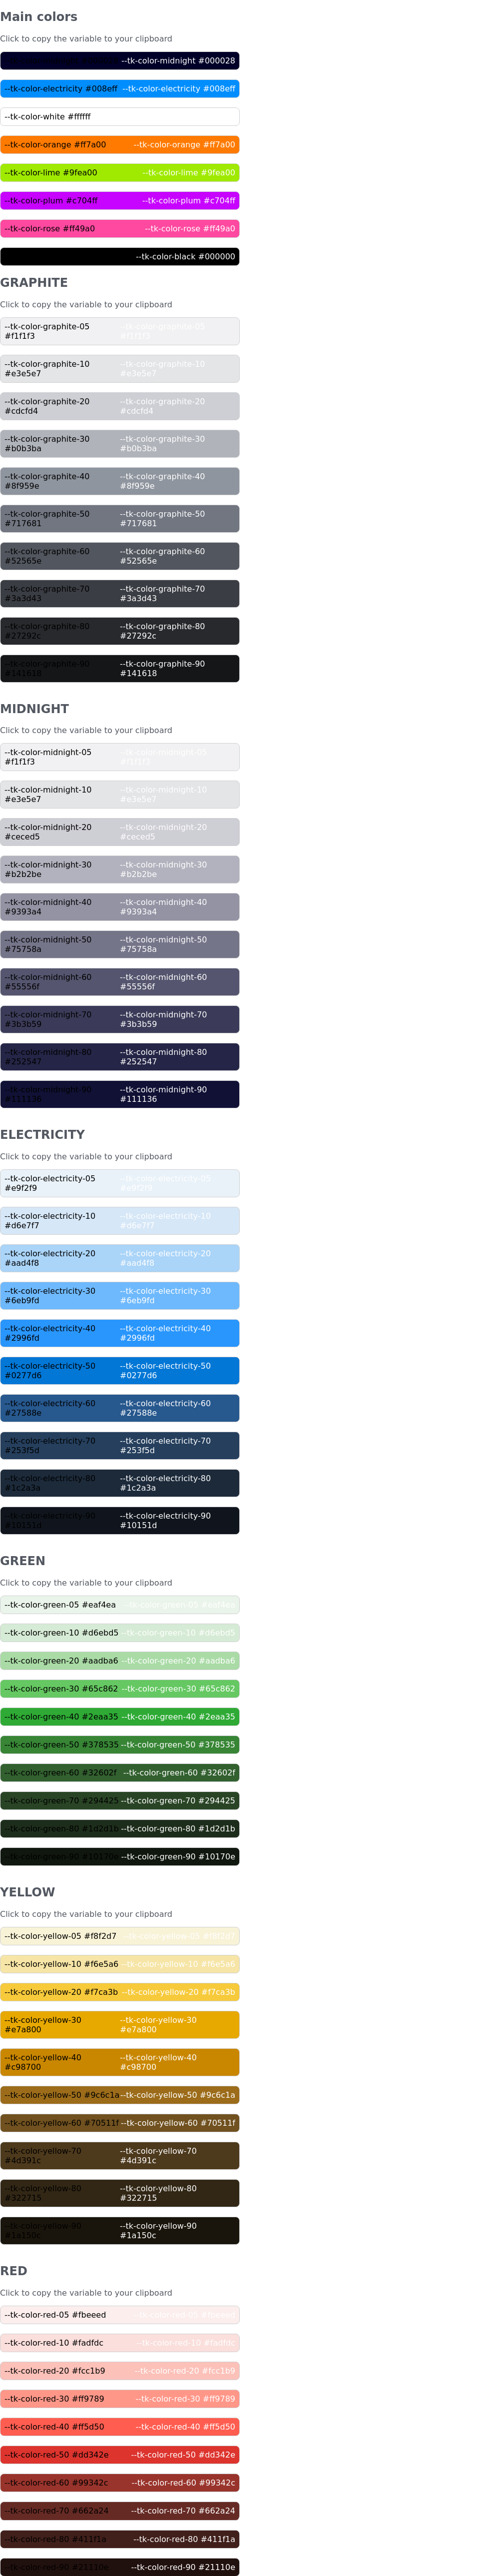 Main colors
Click to copy the variable to your clipboard
--tk-color-midnight #000028
--tk-color-electricity #008eff --tk-color-electricity #008eff
--tk-color-white #ffffff
--tk-color-orange #ff7a00 --tk-color-orange #ff7a00
--tk-color-lime #9fea00 --tk-color-lime #9fea00
--tk-color-plum #c704ff --tk-color-plum #c704ff
--tk-color-rose #ff49a0 --tk-color-rose #ff49a0
--tk-color-black #000000
GRAPHITE
Click to copy the variable to your clipboard
--tk-color-graphite-05 --tk-color-graphite-05
#f1f1f3 #f1f1f3
--tk-color-graphite-10 --tk-color-graphite-10
#e3e5e7 #e3e5e7
--tk-color-graphite-20 --tk-color-graphite-20
#cdcfd4 #cdcfd4
--tk-color-graphite-30 --tk-color-graphite-30
#b0b3ba #b0b3ba
--tk-color-graphite-40 --tk-color-graphite-40
#8f959e #8f959e
--tk-color-graphite-50 --tk-color-graphite-50
#717681 #717681
--tk-color-graphite-60 --tk-color-graphite-60
#52565e #52565e
--tk-color-graphite-70 --tk-color-graphite-70
#3a3d43 #3a3d43
--tk-color-graphite-80 --tk-color-graphite-80
#27292c #27292c
--tk-color-graphite-90 --tk-color-graphite-90
#141618 #141618
MIDNIGHT
Click to copy the variable to your clipboard
--tk-color-midnight-05 --tk-color-midnight-05
#f1f1f3 #f1f1f3
--tk-color-midnight-10 --tk-color-midnight-10
#e3e5e7 #e3e5e7
--tk-color-midnight-20 --tk-color-midnight-20
#ceced5 #ceced5
--tk-color-midnight-30 --tk-color-midnight-30
#b2b2be #b2b2be
--tk-color-midnight-40 --tk-color-midnight-40
#9393a4 #9393a4
--tk-color-midnight-50 --tk-color-midnight-50
#75758a #75758a
--tk-color-midnight-60 --tk-color-midnight-60
#55556f #55556f
--tk-color-midnight-70 --tk-color-midnight-70
#3b3b59 #3b3b59
--tk-color-midnight-80 --tk-color-midnight-80
#252547 #252547
--tk-color-midnight-90 --tk-color-midnight-90
#111136 #111136
ELECTRICITY
Click to copy the variable to your clipboard
--tk-color-electricity-05 --tk-color-electricity-05
#e9f2f9 #e9f2f9
--tk-color-electricity-10 --tk-color-electricity-10
#d6e7f7 #d6e7f7
--tk-color-electricity-20 --tk-color-electricity-20
#aad4f8 #aad4f8
--tk-color-electricity-30 --tk-color-electricity-30
#6eb9fd #6eb9fd
--tk-color-electricity-40 --tk-color-electricity-40
#2996fd #2996fd
--tk-color-electricity-50 --tk-color-electricity-50
#0277d6 #0277d6
--tk-color-electricity-60 --tk-color-electricity-60
#27588e #27588e
--tk-color-electricity-70 --tk-color-electricity-70
#253f5d #253f5d
--tk-color-electricity-80 --tk-color-electricity-80
#1c2a3a #1c2a3a
--tk-color-electricity-90 --tk-color-electricity-90
#10151d #10151d
GREEN
Click to copy the variable to your clipboard
--tk-color-green-05 #eaf4ea --tk-color-green-05 #eaf4ea
--tk-color-green-10 #d6ebd5 --tk-color-green-10 #d6ebd5
--tk-color-green-20 #aadba6 --tk-color-green-20 #aadba6
--tk-color-green-30 #65c862 --tk-color-green-30 #65c862
--tk-color-green-40 #2eaa35 --tk-color-green-40 #2eaa35
--tk-color-green-50 #378535 --tk-color-green-50 #378535
--tk-color-green-60 #32602f --tk-color-green-60 #32602f
--tk-color-green-70 #294425 --tk-color-green-70 #294425
--tk-color-green-80 #1d2d1b --tk-color-green-80 #1d2d1b
--tk-color-green-90 #10170e --tk-color-green-90 #10170e
YELLOW
Click to copy the variable to your clipboard
--tk-color-yellow-05 #f8f2d7 --tk-color-yellow-05 #f8f2d7
--tk-color-yellow-10 #f6e5a6 --tk-color-yellow-10 #f6e5a6
--tk-color-yellow-20 #f7ca3b --tk-color-yellow-20 #f7ca3b
--tk-color-yellow-30 --tk-color-yellow-30
#e7a800 #e7a800
--tk-color-yellow-40 --tk-color-yellow-40
#c98700 #c98700
--tk-color-yellow-50 #9c6c1a --tk-color-yellow-50 #9c6c1a
--tk-color-yellow-60 #70511f --tk-color-yellow-60 #70511f
--tk-color-yellow-70 --tk-color-yellow-70
#4d391c #4d391c
--tk-color-yellow-80 --tk-color-yellow-80
#322715 #322715
--tk-color-yellow-90 --tk-color-yellow-90
#1a150c #1a150c
RED
Click to copy the variable to your clipboard
--tk-color-red-05 #fbeeed --tk-color-red-05 #fbeeed
--tk-color-red-10 #fadfdc --tk-color-red-10 #fadfdc
--tk-color-red-20 #fcc1b9 --tk-color-red-20 #fcc1b9
--tk-color-red-30 #ff9789 --tk-color-red-30 #ff9789
--tk-color-red-40 #ff5d50 --tk-color-red-40 #ff5d50
--tk-color-red-50 #dd342e --tk-color-red-50 #dd342e
--tk-color-red-60 #99342c --tk-color-red-60 #99342c
--tk-color-red-70 #662a24 --tk-color-red-70 #662a24
--tk-color-red-80 #411f1a --tk-color-red-80 #411f1a
--tk-color-red-90 #21110e --tk-color-red-90 #21110e